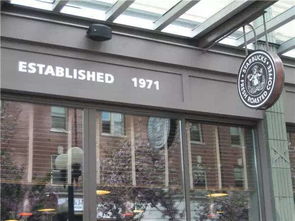 ESTABLISHED 1971
STARBUCKS
FRESH ROASTED COFFEE